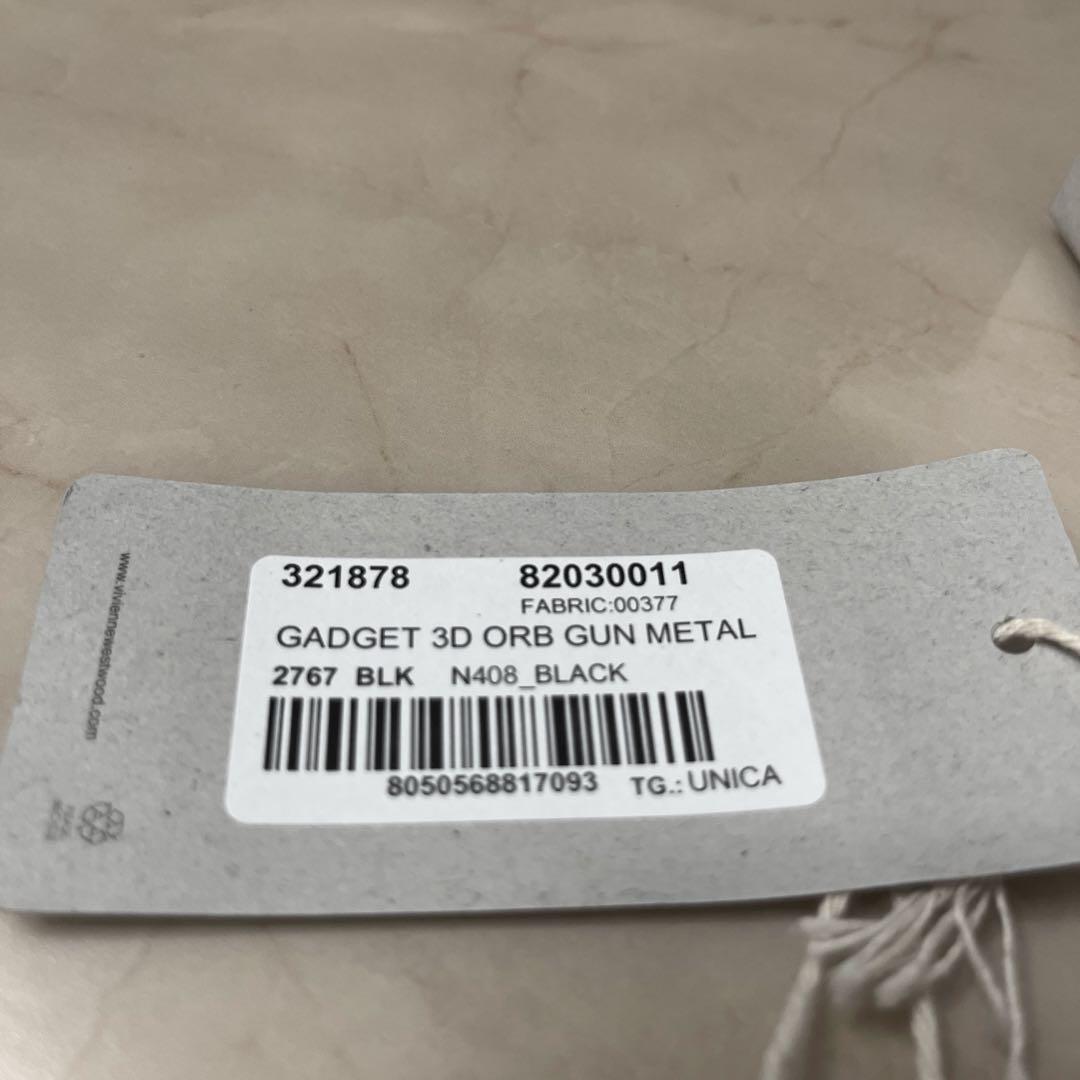 321878 82030011
FABRIC:00377
GADGET 3D ORB GUN METAL
2767 BLK N408_BLACK
8050568817093 TG.: UNICA
www.viviennewestwood.com